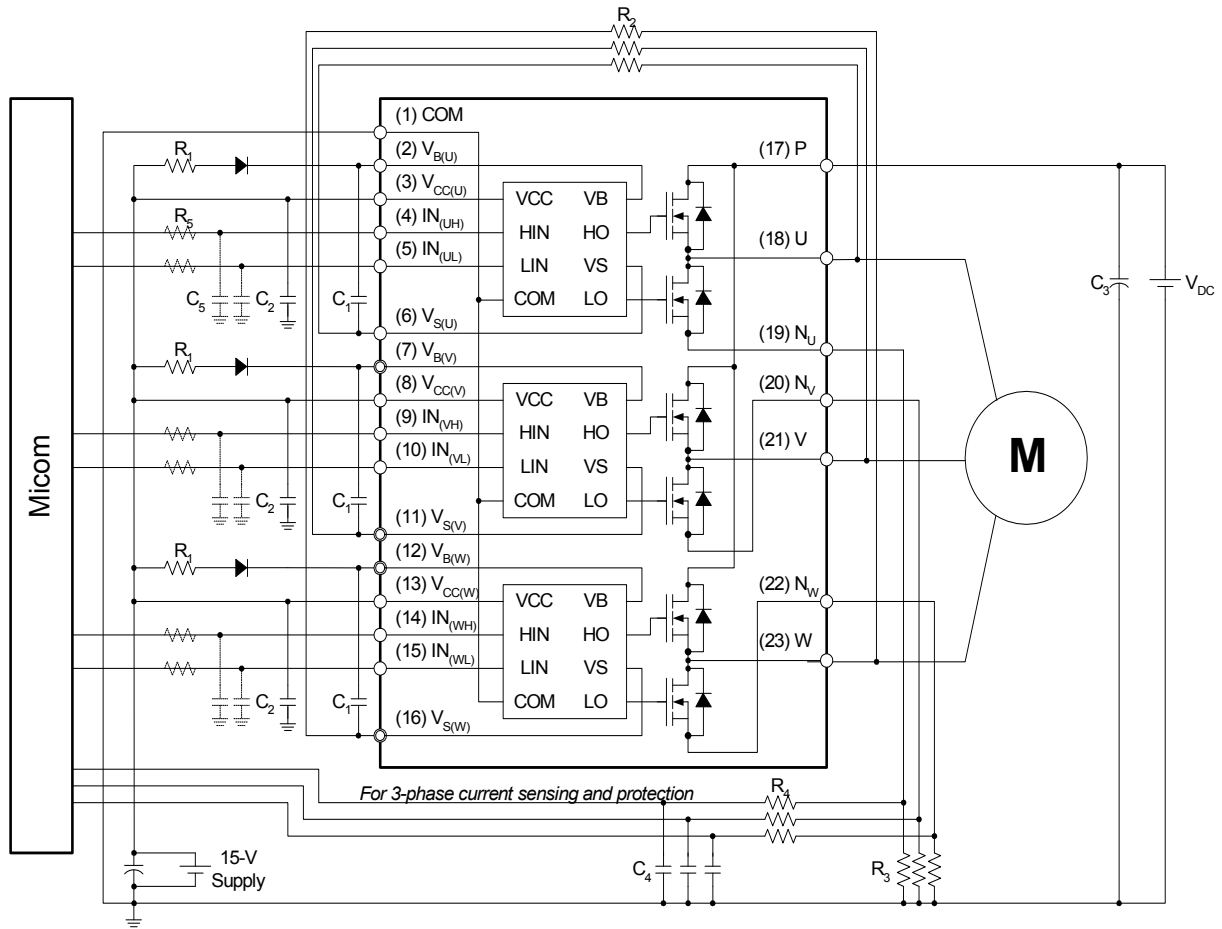 R2
Micom
(1) COM
(2) VB(U)
(3) VCC(U)
(4) IN(UH)
(5) IN(UL)
(6) VS(U)
(7) VB(V)
(8) VCC(V)
(9) IN(VH)
(10) IN(VL)
(11) VS(V)
(12) VB(W)
(13) VCC(W)
(14) IN(WH)
(15) IN(WL)
(16) VS(W)
R1
R5
C5 C2 C1
R1
C2 C1
R1
C2 C1
VCC VB
HIN HO
LIN VS
COM LO
VCC VB
HIN HO
LIN VS
COM LO
VCC VB
HIN HO
LIN VS
COM LO
(17) P
(18) U
(19) NU
(20) NV
(21) V
(22) NW
(23) W
C3
VDC
M
For 3-phase current sensing and protection
R4
15-V
Supply
C4
R3